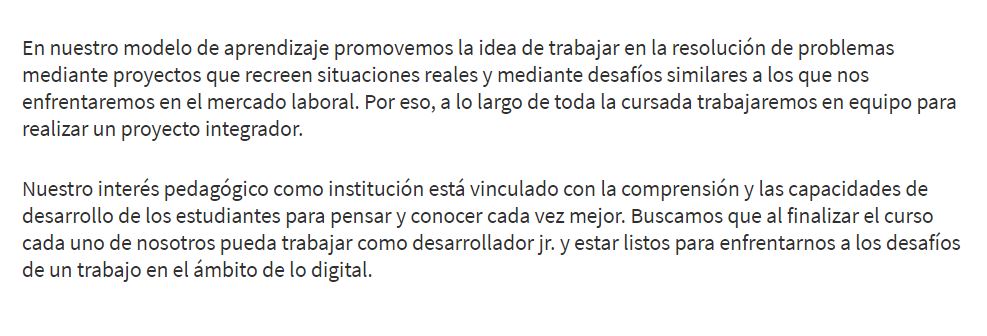 En nuestro modelo de aprendizaje promovemos la idea de trabajar en la resolución de problemas
mediante proyectos que recreen situaciones reales y mediante desafíos similares a los que nos
enfrentaremos en el mercado laboral. Por eso, a lo largo de toda la cursada trabajaremos en equipo para
realizar un proyecto integrador.
Nuestro interés pedagógico como institución está vinculado con la comprensión y las capacidades de
desarrollo de los estudiantes para pensar y conocer cada vez mejor. Buscamos que al finalizar el curso
cada uno de nosotros pueda trabajar como desarrollador jr. y estar listos para enfrentarnos a los desafíos
de un trabajo en el ámbito de lo digital.